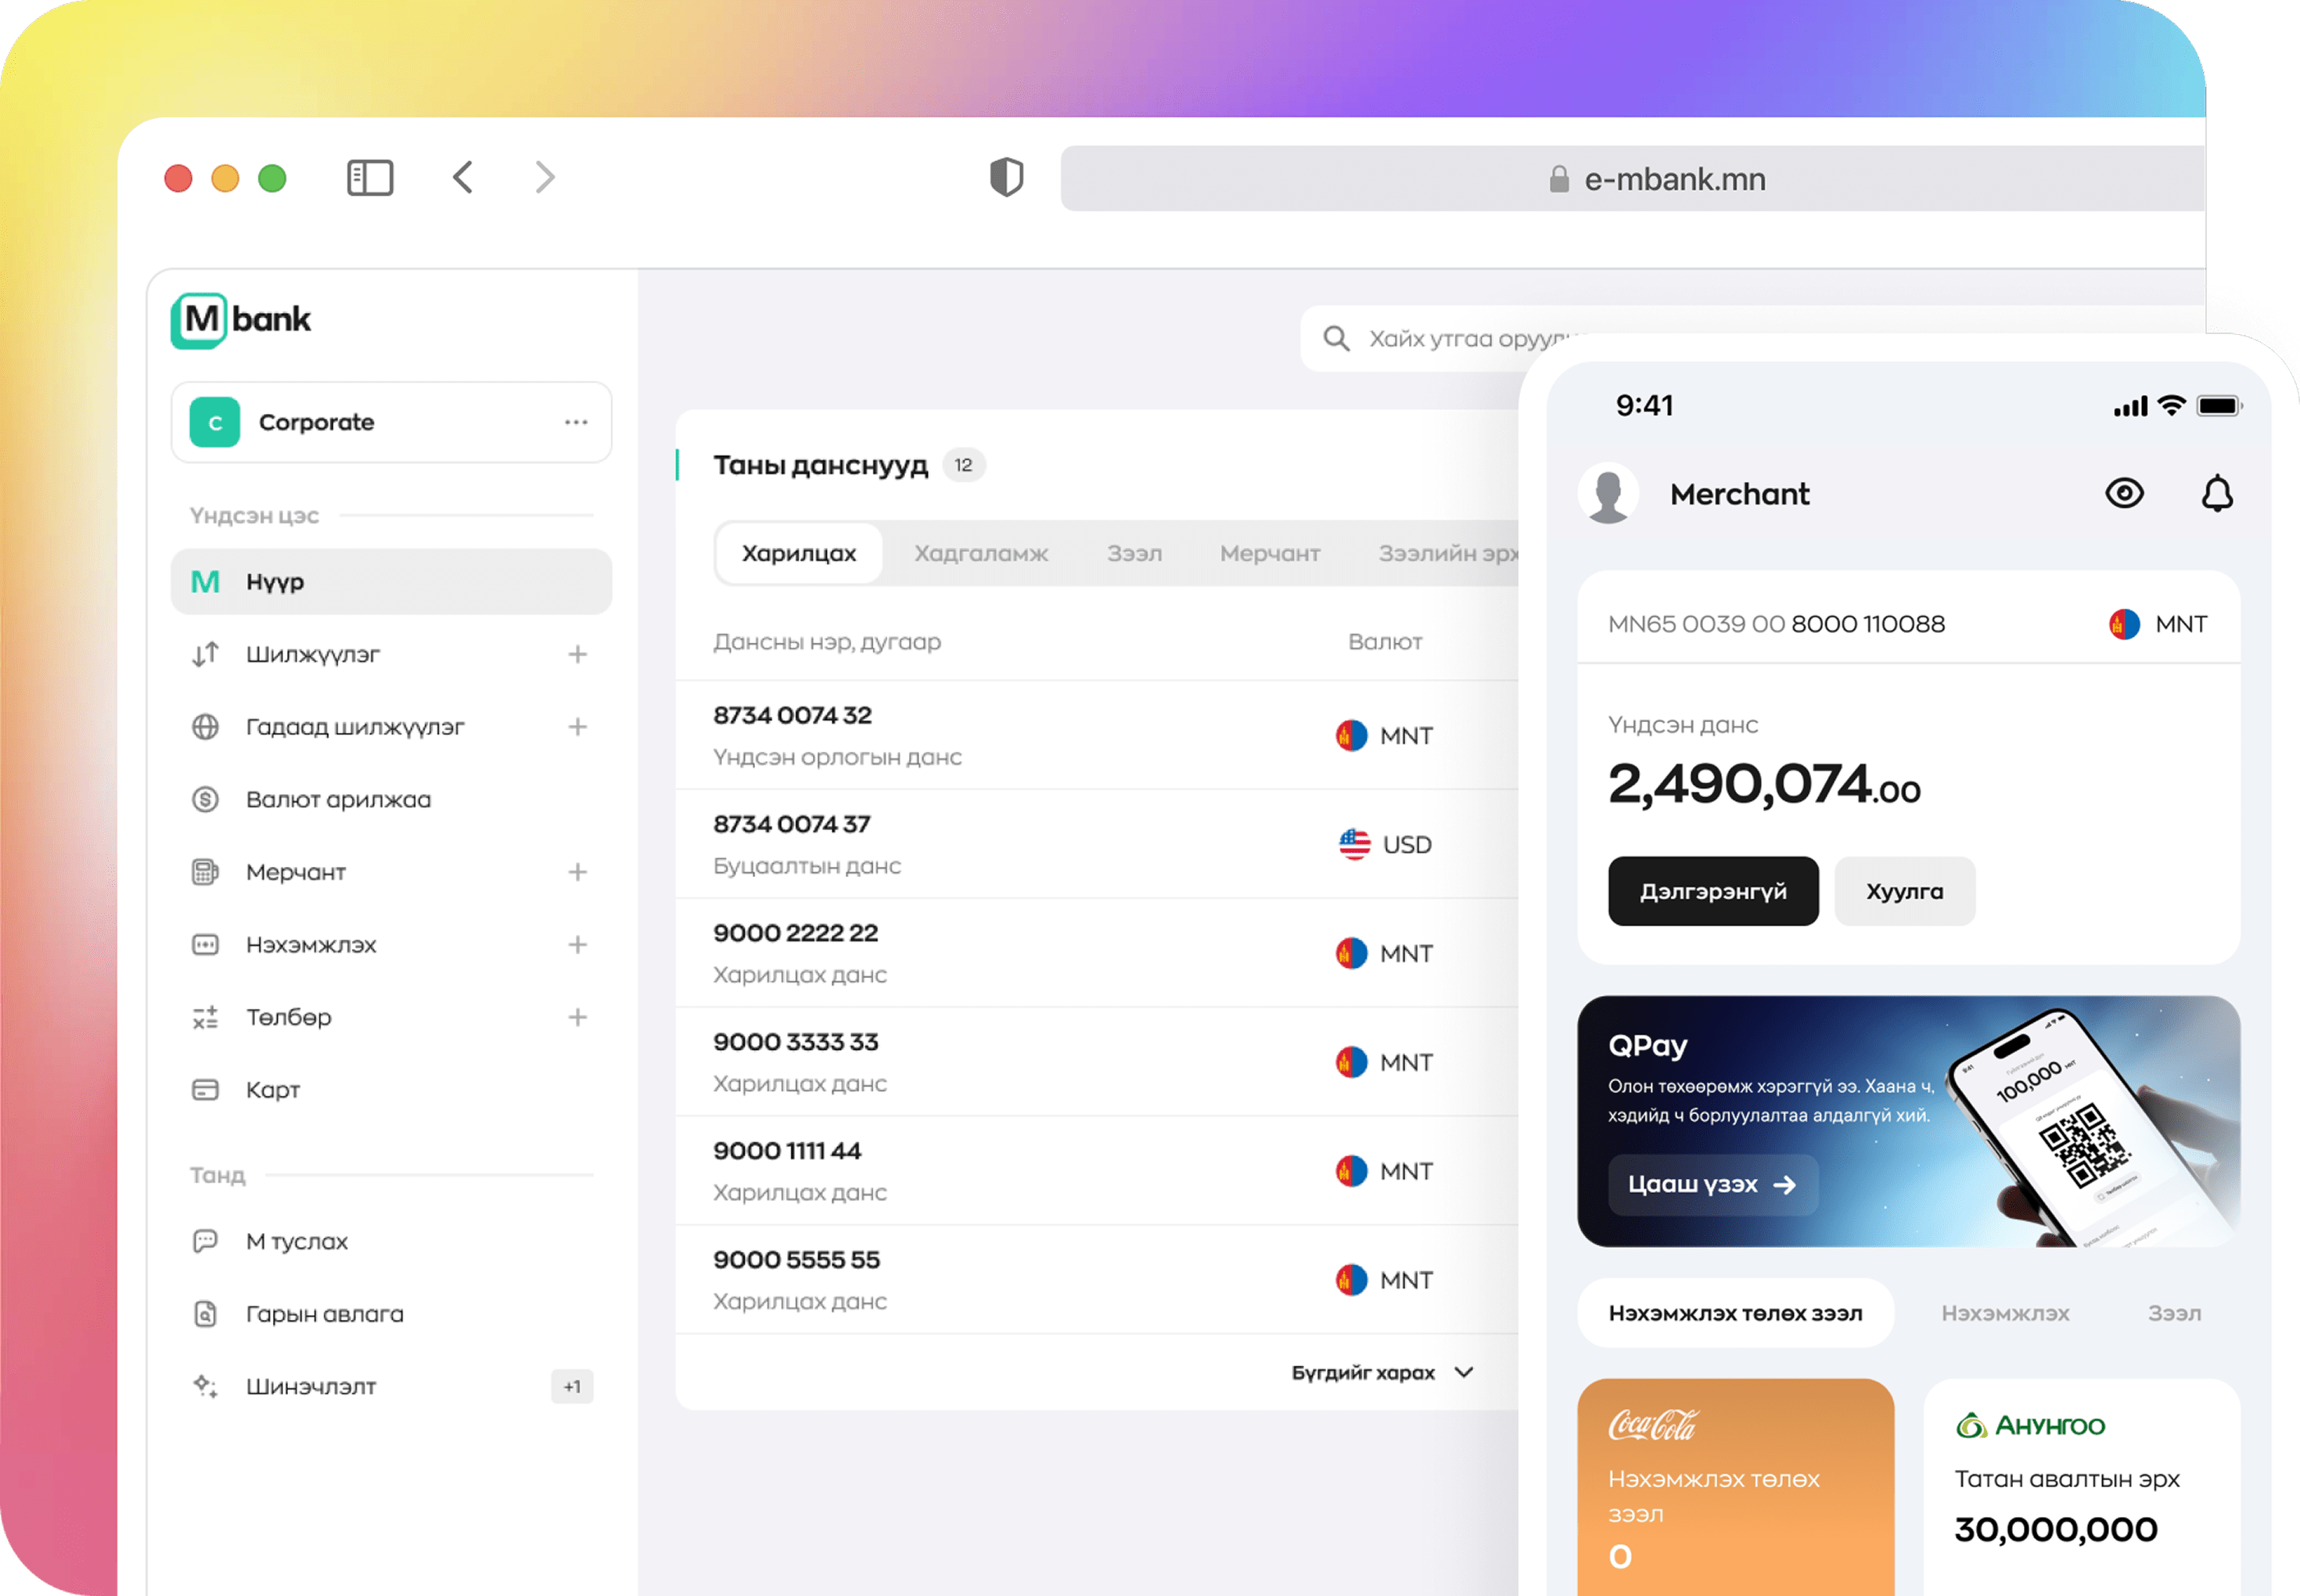 e-mbank.mn
M bank
C Corporate
Үндсэн цэс
M Нүүр
Шилжүүлэг
Гадаад шилжүүлэг
Валют арилжаа
Мерчант
Нэхэмжлэх
Төлбөр
Карт
Танд
М туслах
Гарын авлага
Шинэчлэлт +1
Хайх утгаа
Таны данснууд 12
Харилцах Хадгаламж Зээл Мерчант Зээлийн
Дансны нэр, дугаар Валют
8734 0074 32 MNT
Үндсэн орлогын данс
8734 0074 37 USD
Буцаалтын данс
9000 2222 22 MNT
Харилцах данс
9000 3333 33 MNT
Харилцах данс
9000 1111 44 MNT
Харилцах данс
9000 5555 55 MNT
Харилцах данс
Бүгдийг харах
9:41
Merchant
MN65 0039 00 8000 110088 MNT
Үндсэн данс
2,490,074.00
Дэлгэрэнгүй Хуулга
QPay
Олон төхөөрөмж хэрэггүй ээ. Хаана ч,
хэдийд ч борлуулалтаа алдалгүй хий.
Цааш үзэх
9:41
100,000 MNT
Нэхэмжлэх төлөх зээл Нэхэмжлэх Зээл
Coca-Cola
Нэхэмжлэх төлөх
зээл
0
Анунгоо
Татан авалтын эрх
30,000,000